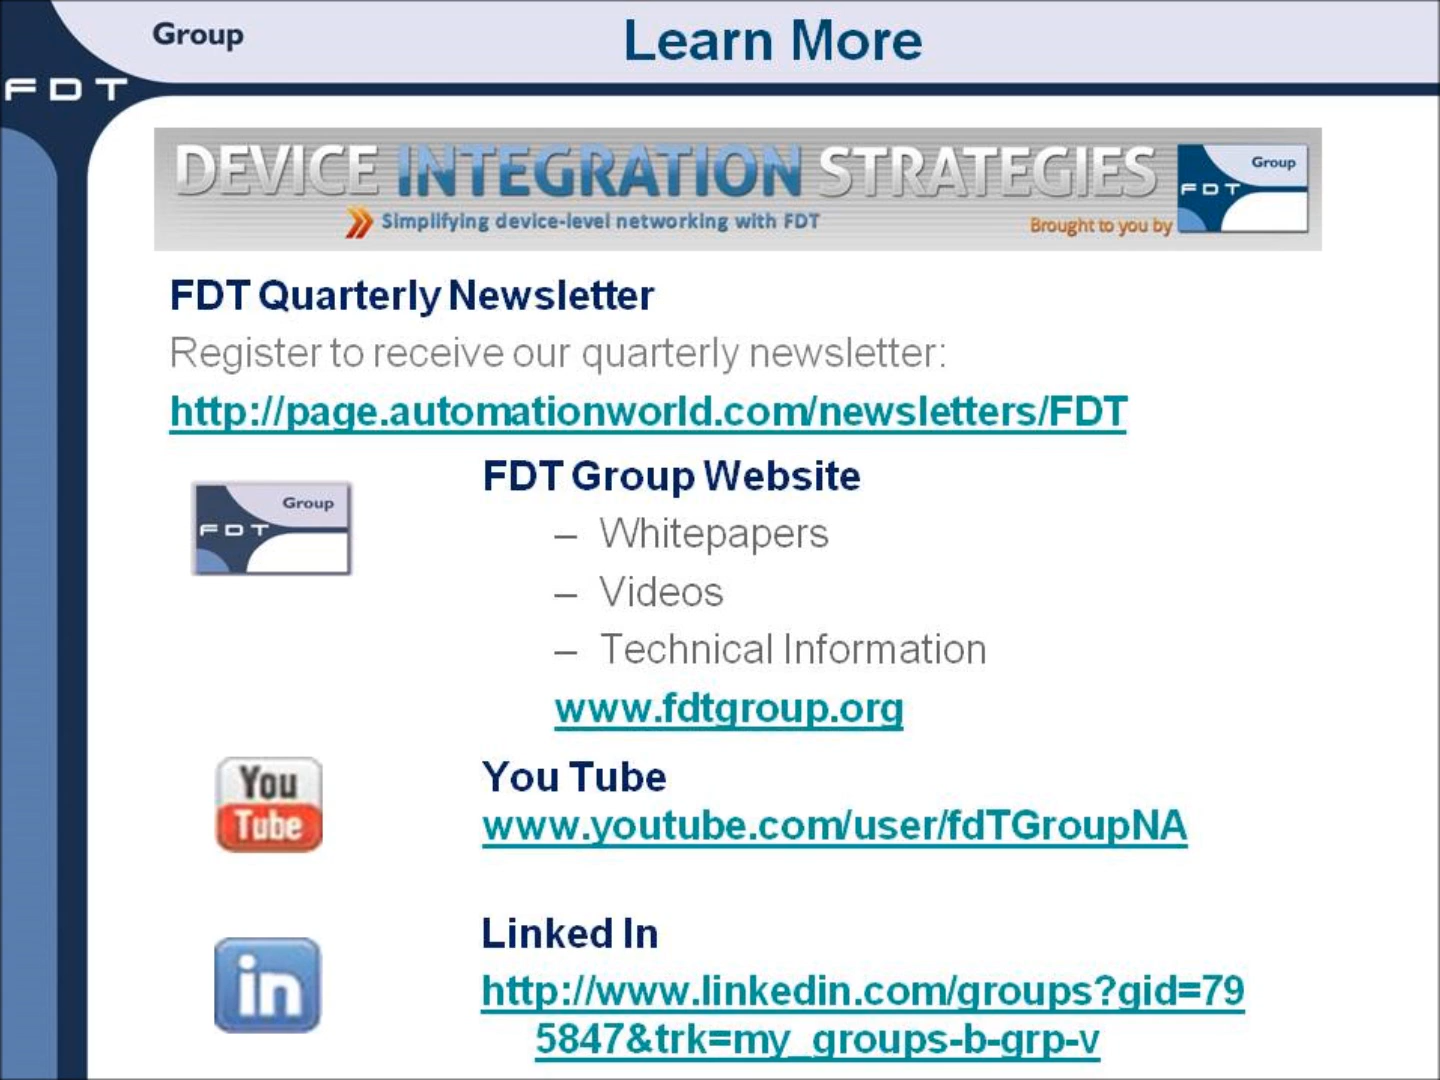 Group
Learn More
FDT
DEVICE INTEGRATION STRATEGIES
Group
FDT
Simplifying device-level networking with FDT
Brought to you by
FDT Quarterly Newsletter
Register to receive our quarterly newsletter:
http://page.automationworld.com/newsletters/FDT
FDT Group Website
Group
FDT
– Whitepapers
– Videos
– Technical Information
www.fdtgroup.org
You
Tube
You Tube
www.youtube.com/user/fdTGroupNA
Linked In
in
http://www.linkedin.com/groups?gid=79
5847&trk=my_groups-b-grp-v